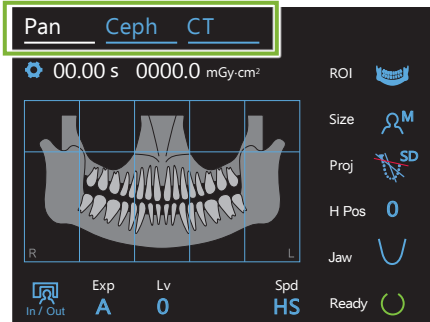 Pan Ceph CT
00.00 s 0000.0 mGy·cm²
ROI
Size M
Proj SD
H Pos 0
R L
Jaw
Exp Lv Spd
In / Out A 0 HS
Ready